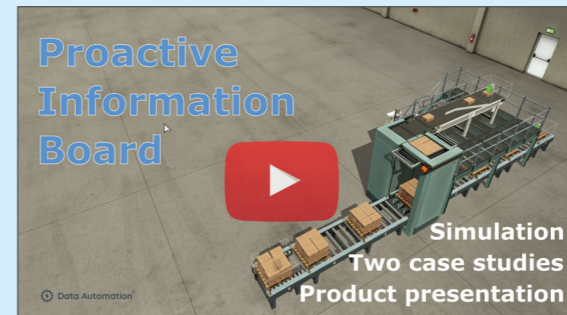 Proactive
Information
Board
Simulation
Two case studies
Product presentation
Data Automation